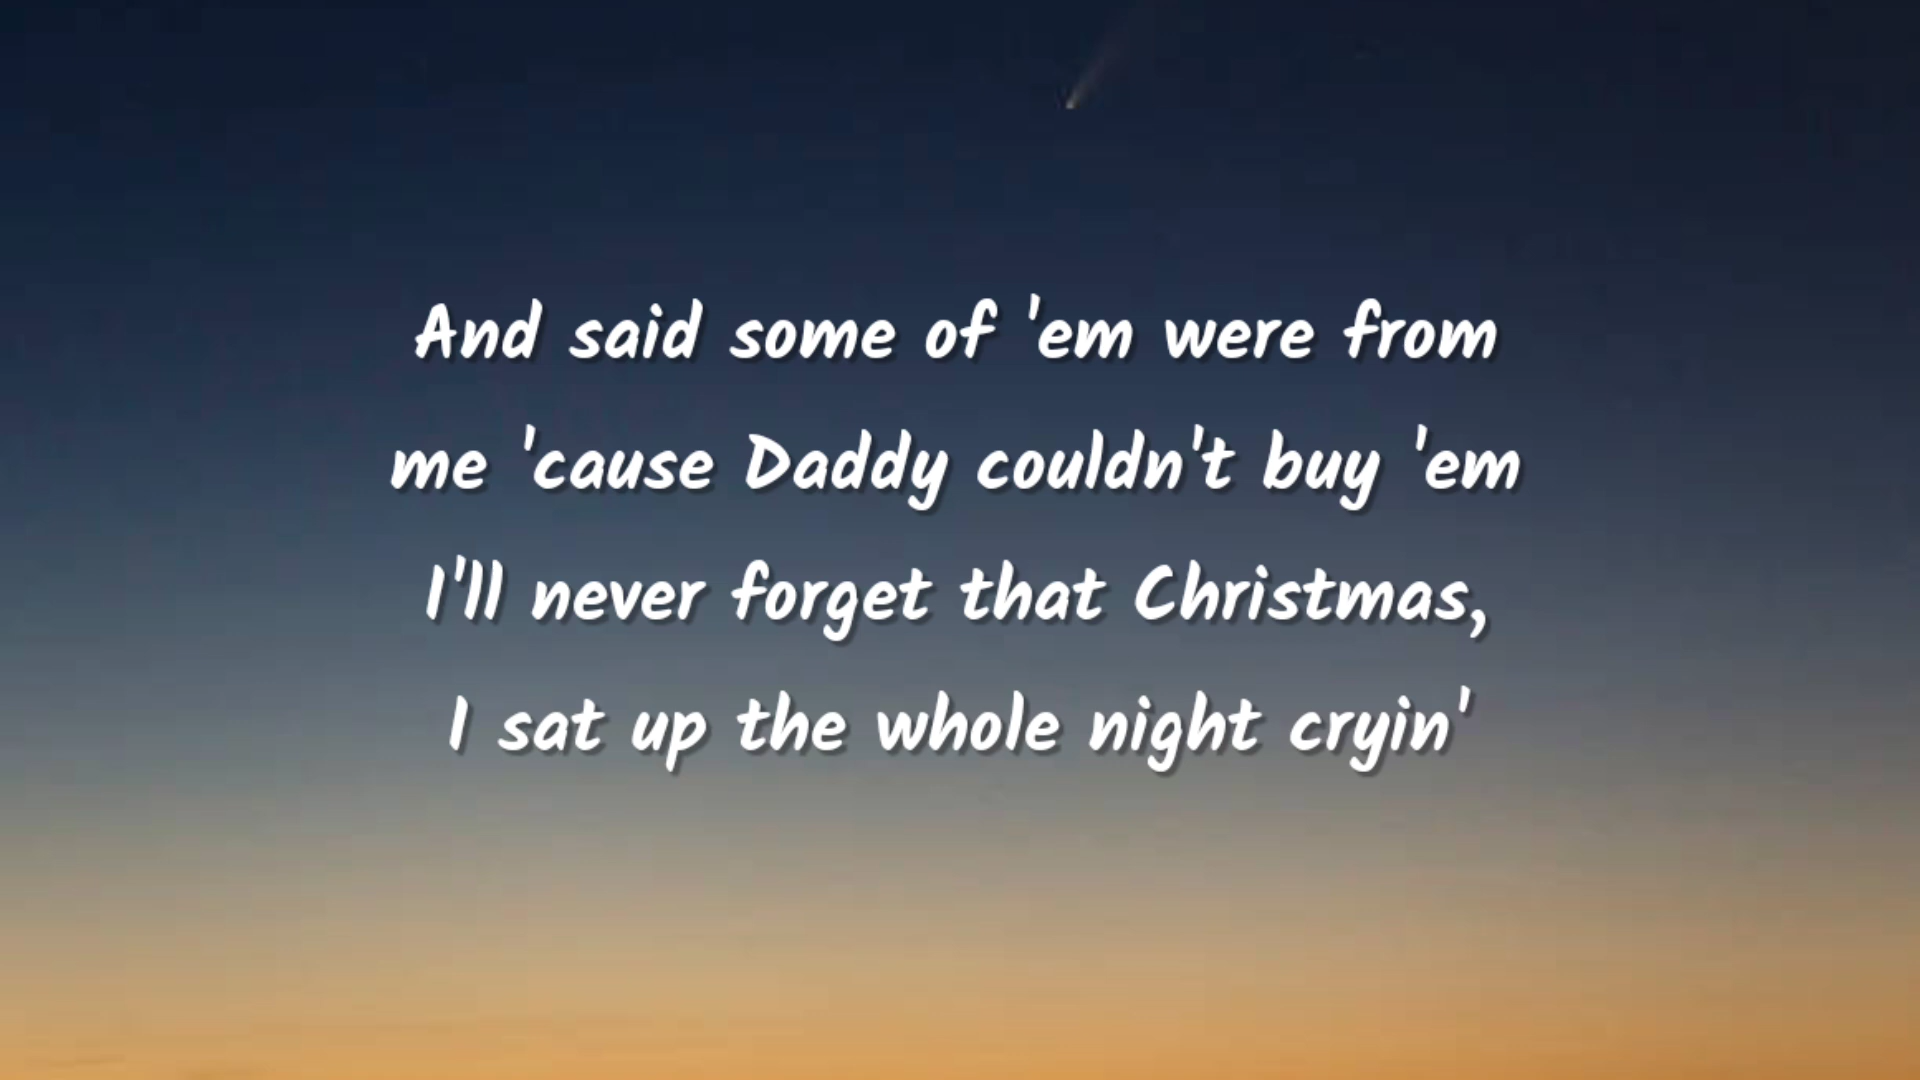 And said some of 'em were from
me 'cause Daddy couldn't buy 'em
I'll never forget that Christmas,
I sat up the whole night cryin'